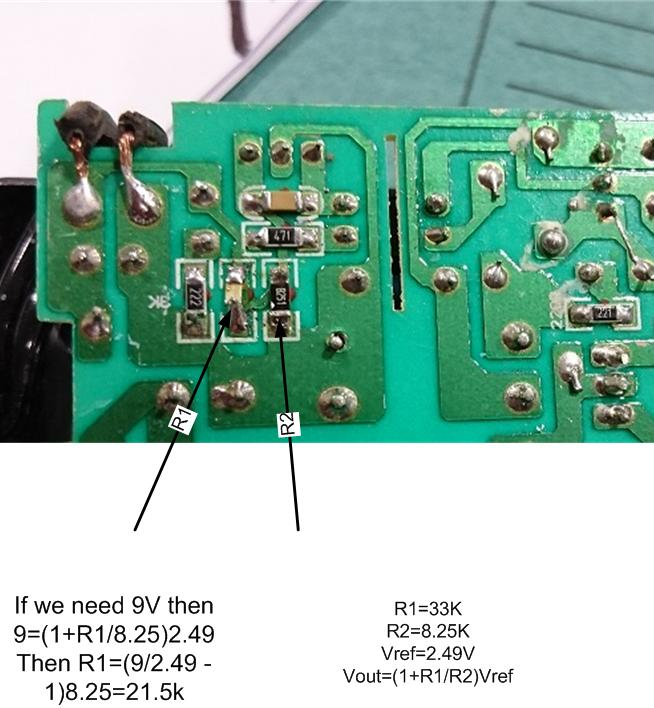 471
222
8251
221
R1
R2
If we need 9V then
9=(1+R1/8.25)2.49
Then R1=(9/2.49 -
1)8.25=21.5k
R1=33K
R2=8.25K
Vref=2.49V
Vout=(1+R1/R2)Vref